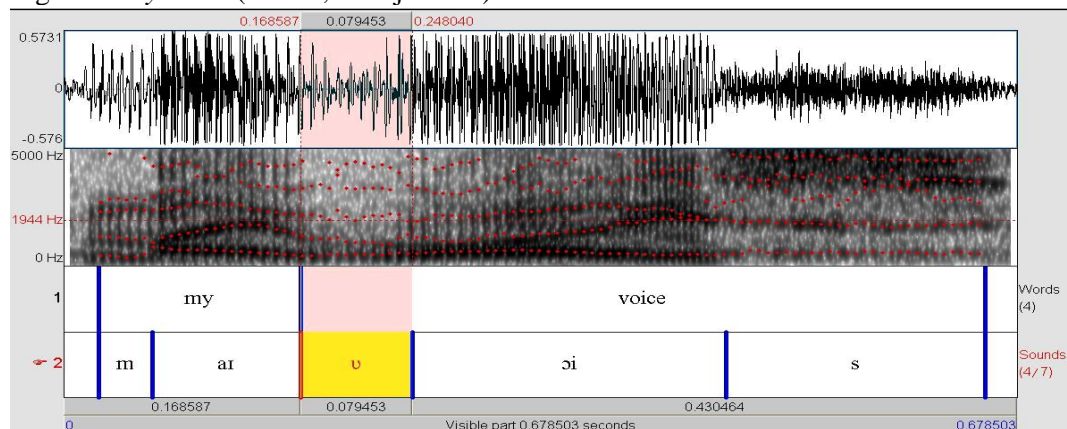 0.168587 0.079453 0.248040
0.5731
0
-0.576
5000 Hz
1944 Hz
0 Hz
1 my voice Words
(4)
☞ 2 m aɪ ʋ ɔi s Sounds
(4/7)
0.168587 0.079453 0.430464
0 Visible part 0.678503 seconds 0.678503